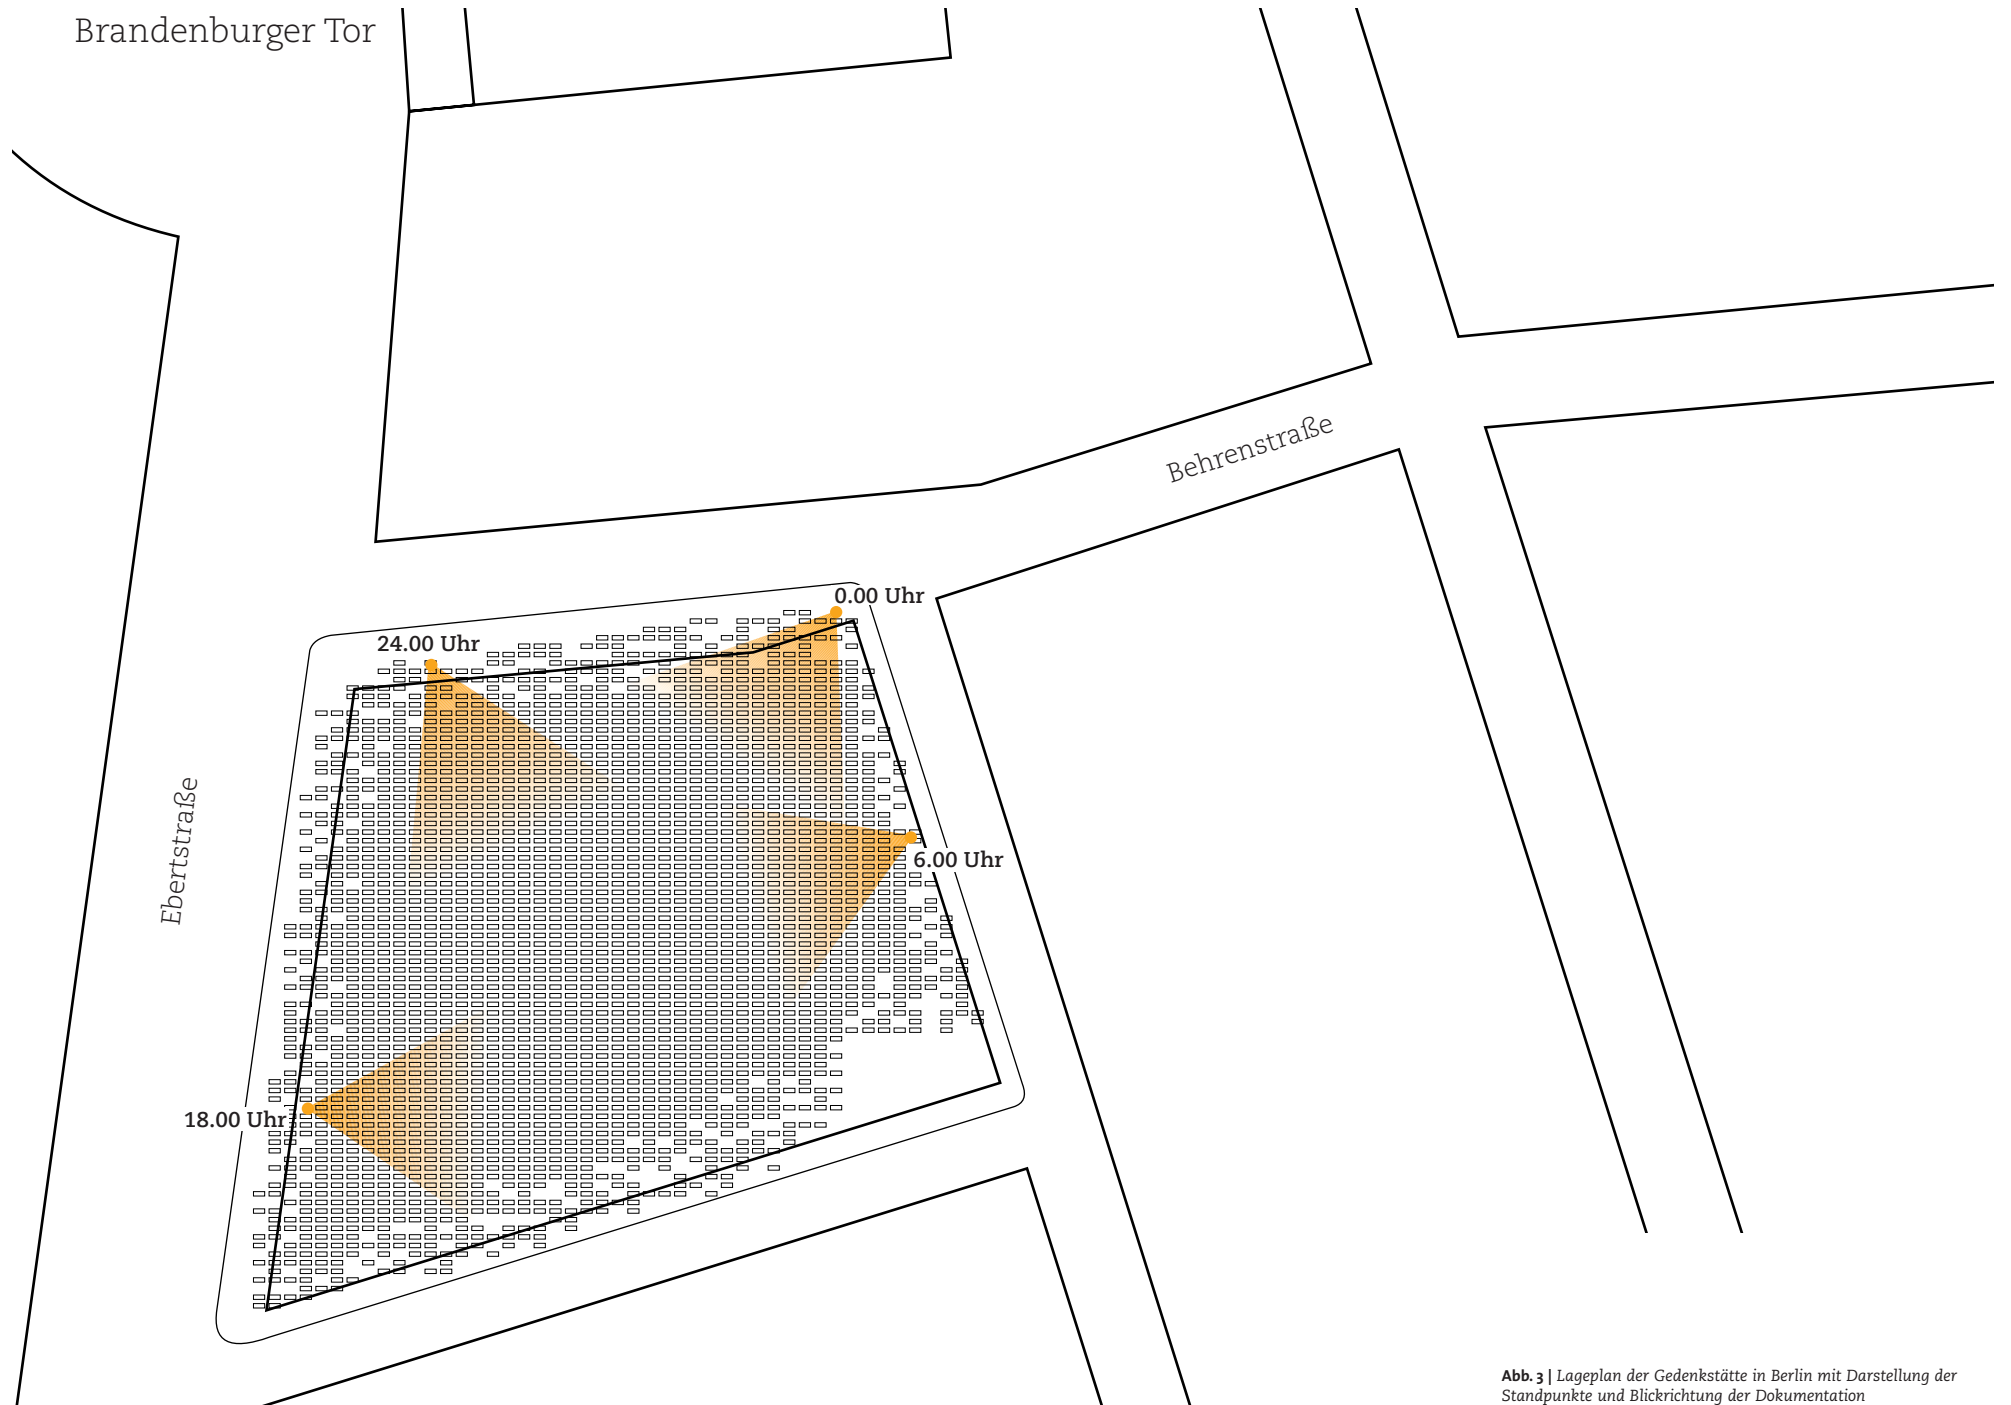 Brandenburger Tor
Behrenstraße
0.00 Uhr
24.00 Uhr
Ebertstraße
6.00 Uhr
18.00 Uhr
Abb. 3 | Lageplan der Gedenkstätte in Berlin mit Darstellung der
Standpunkte und Blickrichtung der Dokumentation